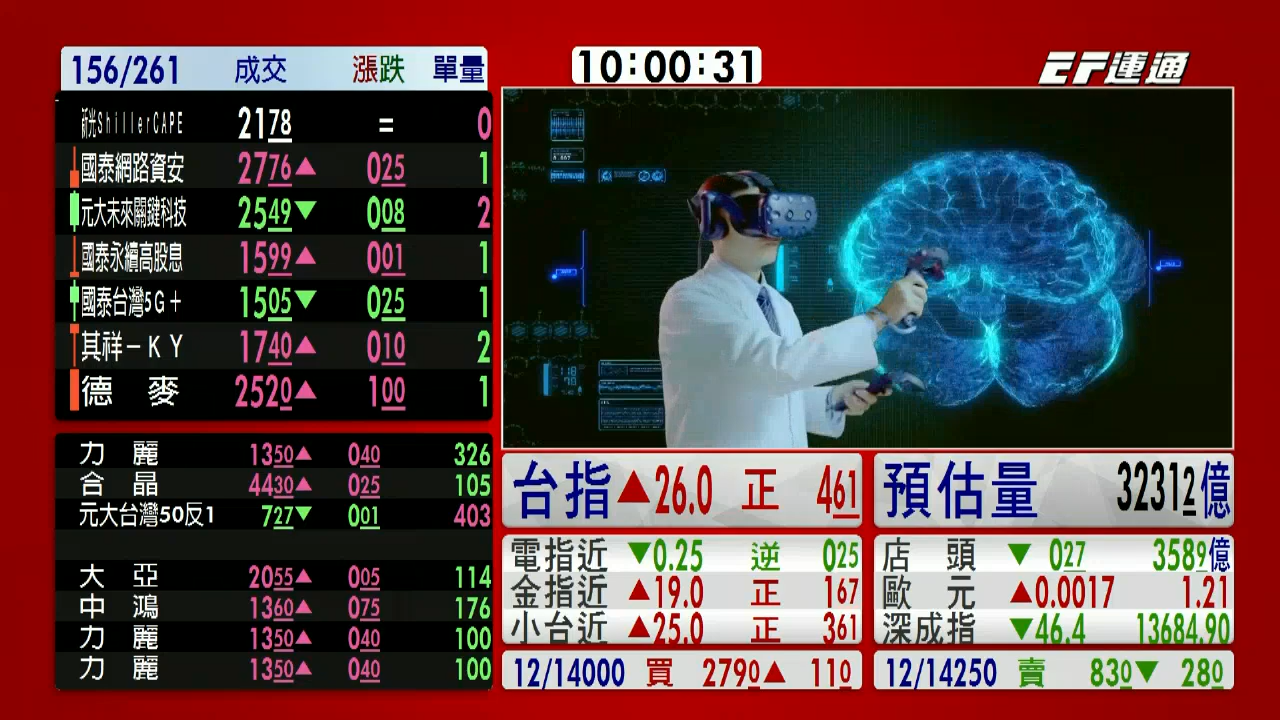 156/261 成交 漲跌 單量
10:00:31
EF運通
新光ShillerCAPE 2178 = 0
國泰網路資安 2776▲ 025 1
元大未來關鍵科技 2549▼ 008 2
國泰永續高股息 1599▲ 001 1
國泰台灣5G＋ 1505▼ 025 1
其祥－KY 1740▲ 010 2
德麥 2520▲ 100 1
力麗 1350▲ 040 326
合晶 4430▲ 025 105
元大台灣50反1 727▼ 001 403
大亞 2055▲ 005 114
中鴻 1360▲ 075 176
力麗 1350▲ 040 100
力麗 1350▲ 040 100
台指▲26.0 正 461
預估量 32312億
電指近▼0.25 逆 025
金指近▲19.0 正 167
小台近▲25.0 正 361
店頭▼027 3589億
歐元▲0.0017 1.21
深成指▼46.4 13684.90
12/14000 買 2790▲ 110
12/14250 賣 830▼ 280